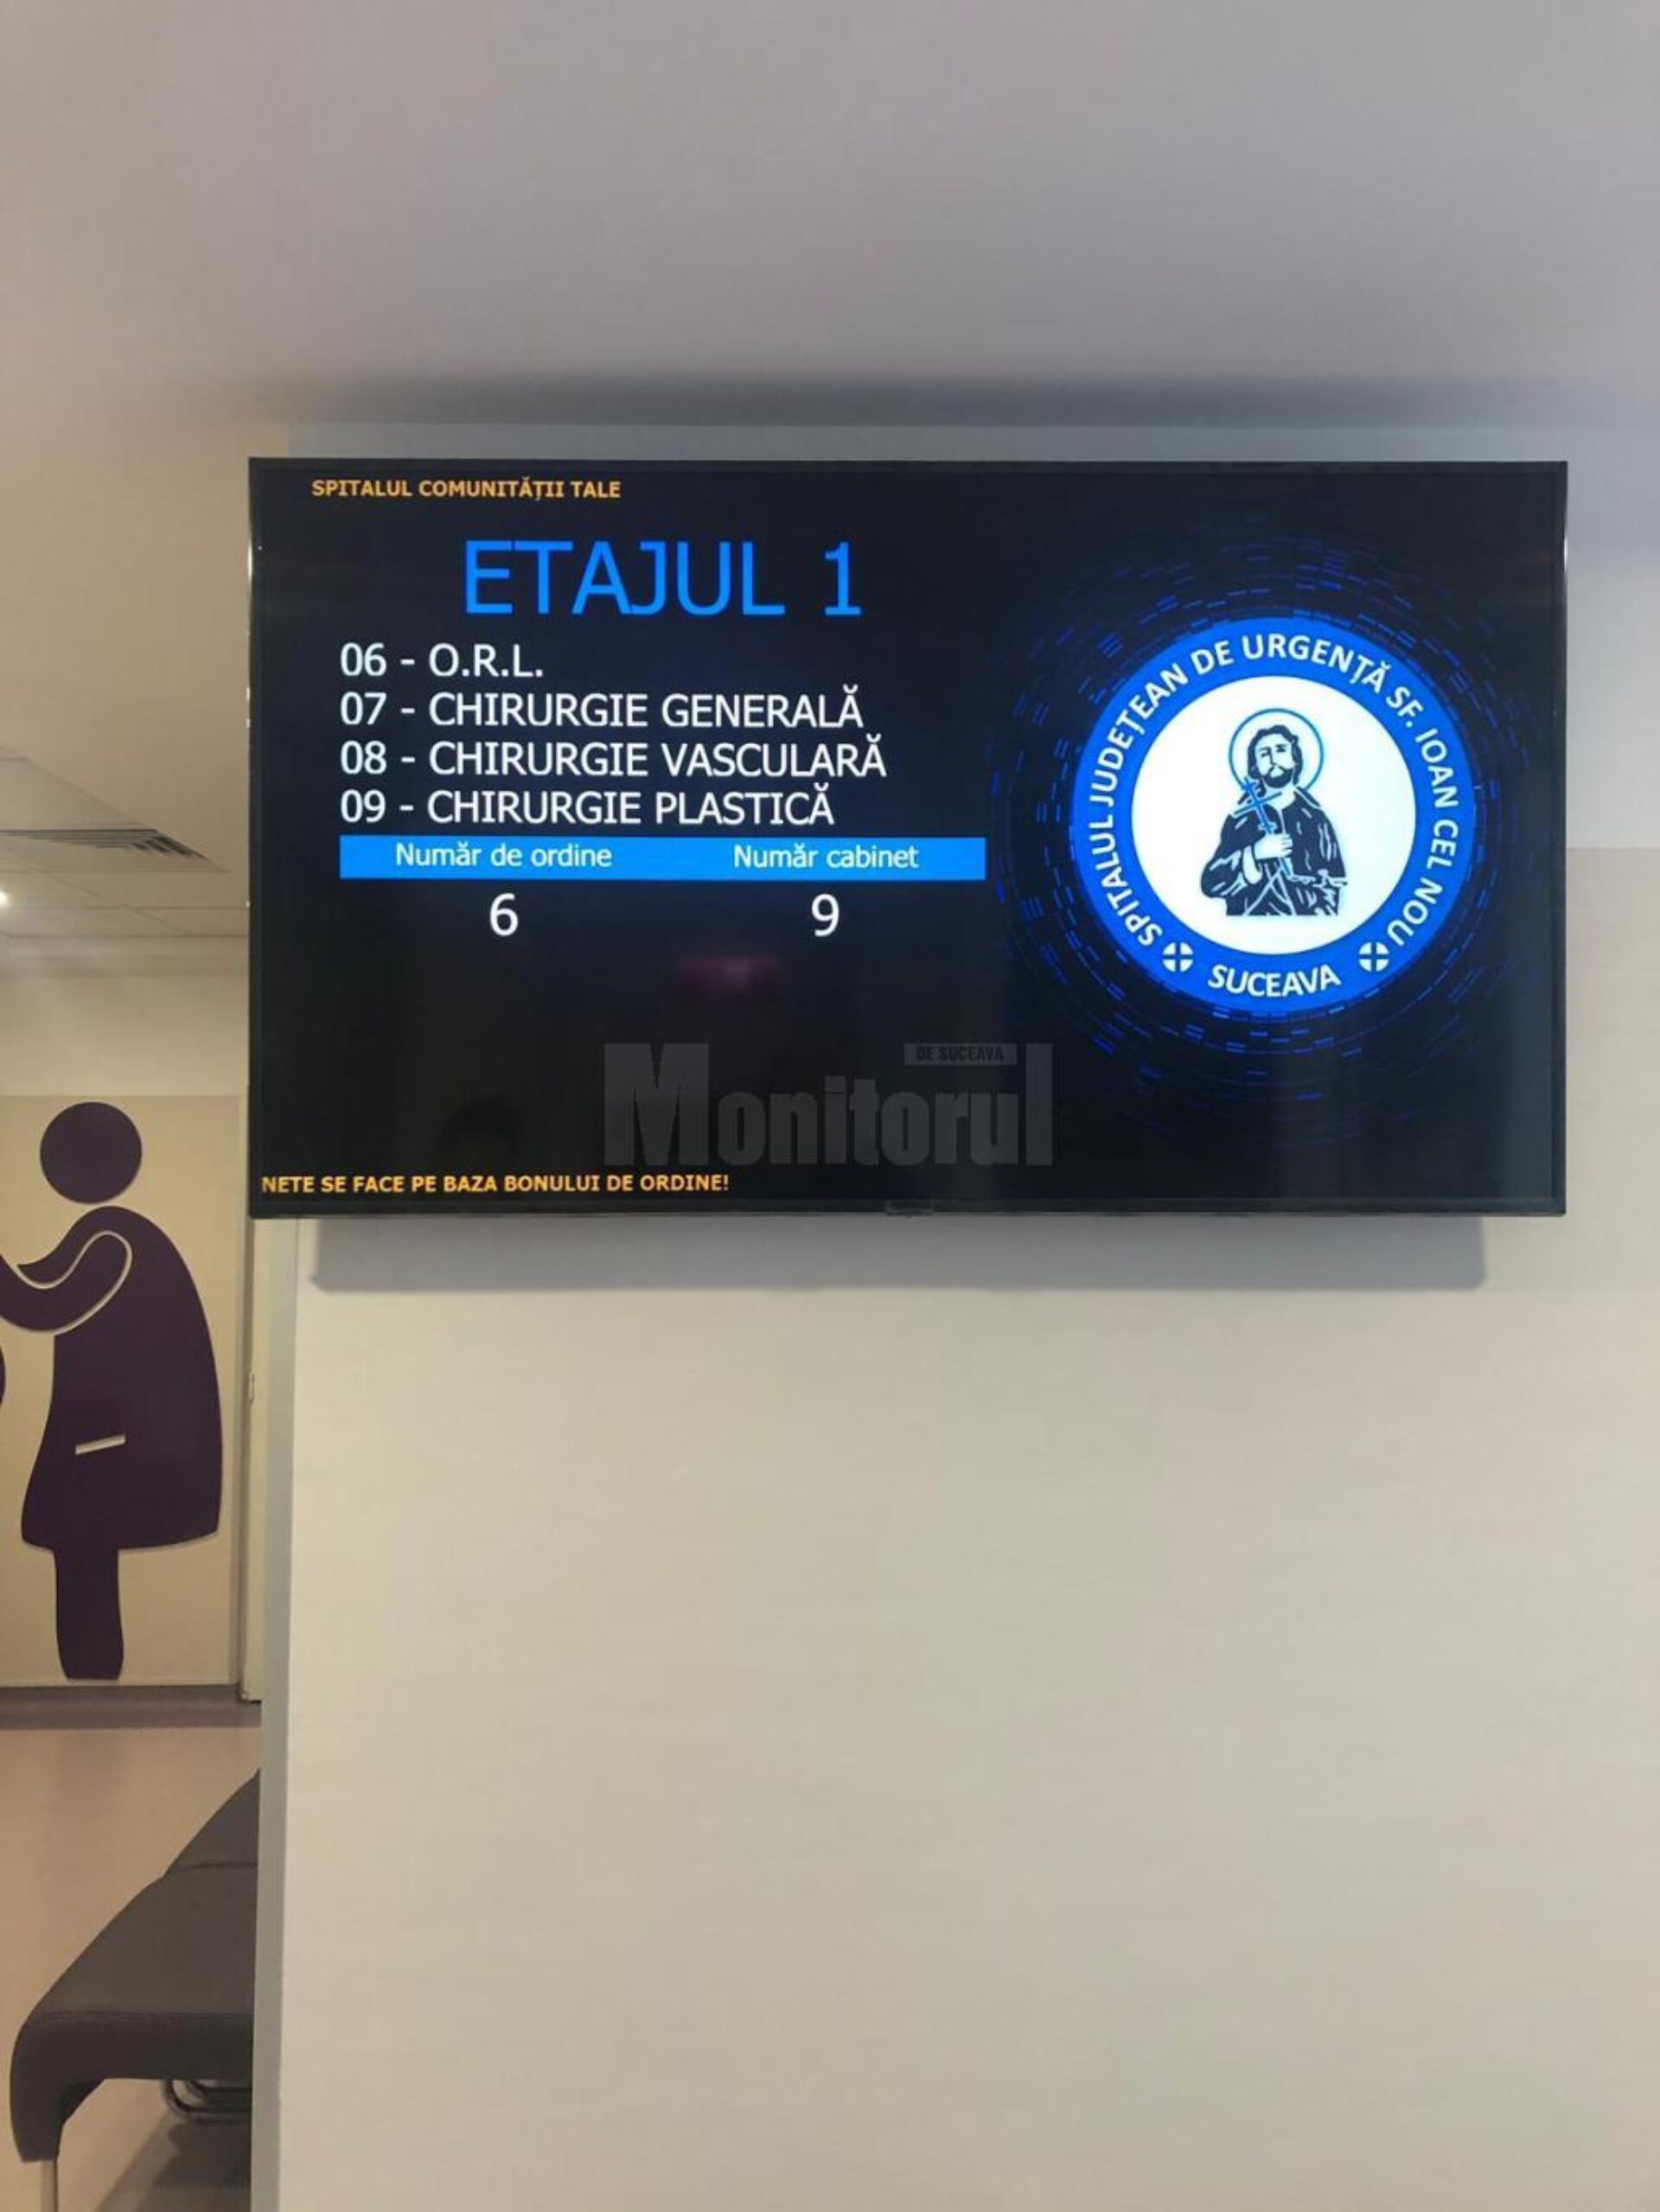 SPITALUL COMUNITĂȚII TALE
ETAJUL 1
06 - O.R.L.
07 - CHIRURGIE GENERALĂ
08 - CHIRURGIE VASCULARĂ
09 - CHIRURGIE PLASTICĂ
Număr de ordine Număr cabinet
6 9
NETE SE FACE PE BAZA BONULUI DE ORDINE!
SPITALUL JUDEȚEAN DE URGENȚĂ SF. IOAN CEL NOU
SUCEAVA
DE SUCEAVA
Monitorul